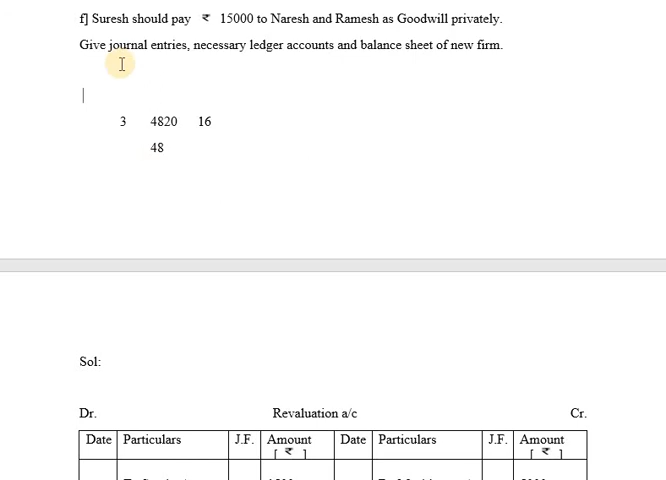 f] Suresh should pay ₹ 15000 to Naresh and Ramesh as Goodwill privately.
Give journal entries, necessary ledger accounts and balance sheet of new firm.
3 4820 16
48
Sol:
Dr. Revaluation a/c Cr.
Date Particulars J.F. Amount Date Particulars J.F. Amount
[ ₹ ] [ ₹ ]